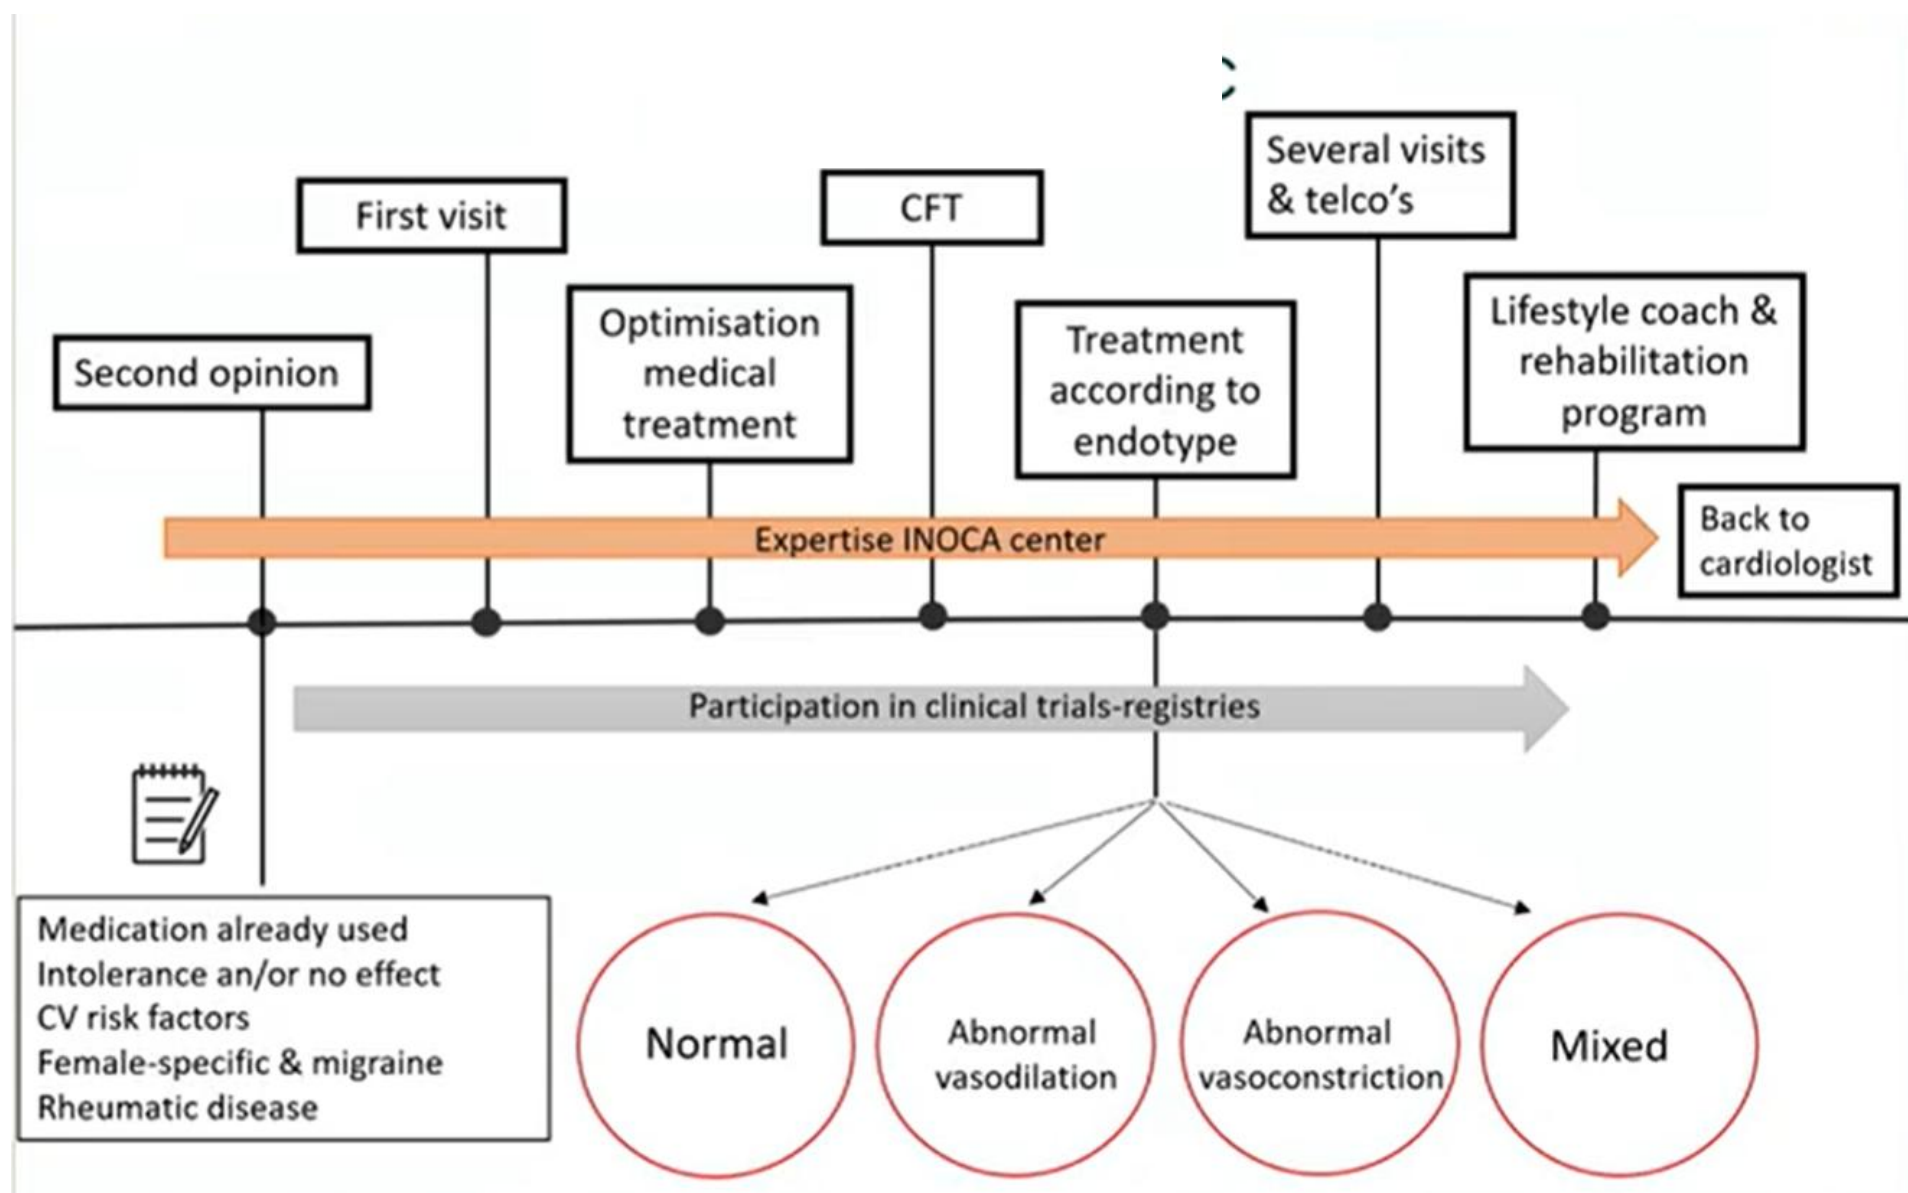 Second opinion
First visit
Optimisation
medical
treatment
CFT
Treatment
according to
endotype
Several visits
& telco’s
Lifestyle coach &
rehabilitation
program
Expertise INOCA center
Back to
cardiologist
Participation in clinical trials-registries
Medication already used
Intolerance an/or no effect
CV risk factors
Female-specific & migraine
Rheumatic disease
Normal
Abnormal
vasodilation
Abnormal
vasoconstriction
Mixed